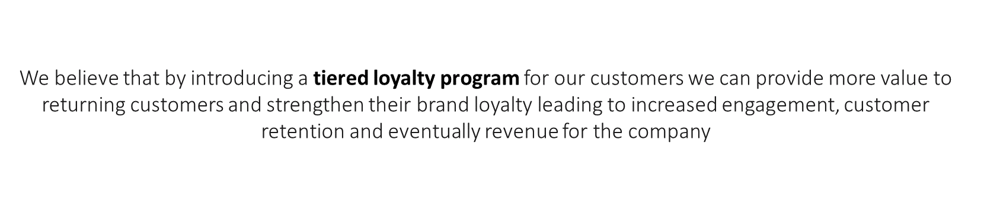 We believe that by introducing a tiered loyalty program for our customers we can provide more value to
returning customers and strengthen their brand loyalty leading to increased engagement, customer
retention and eventually revenue for the company